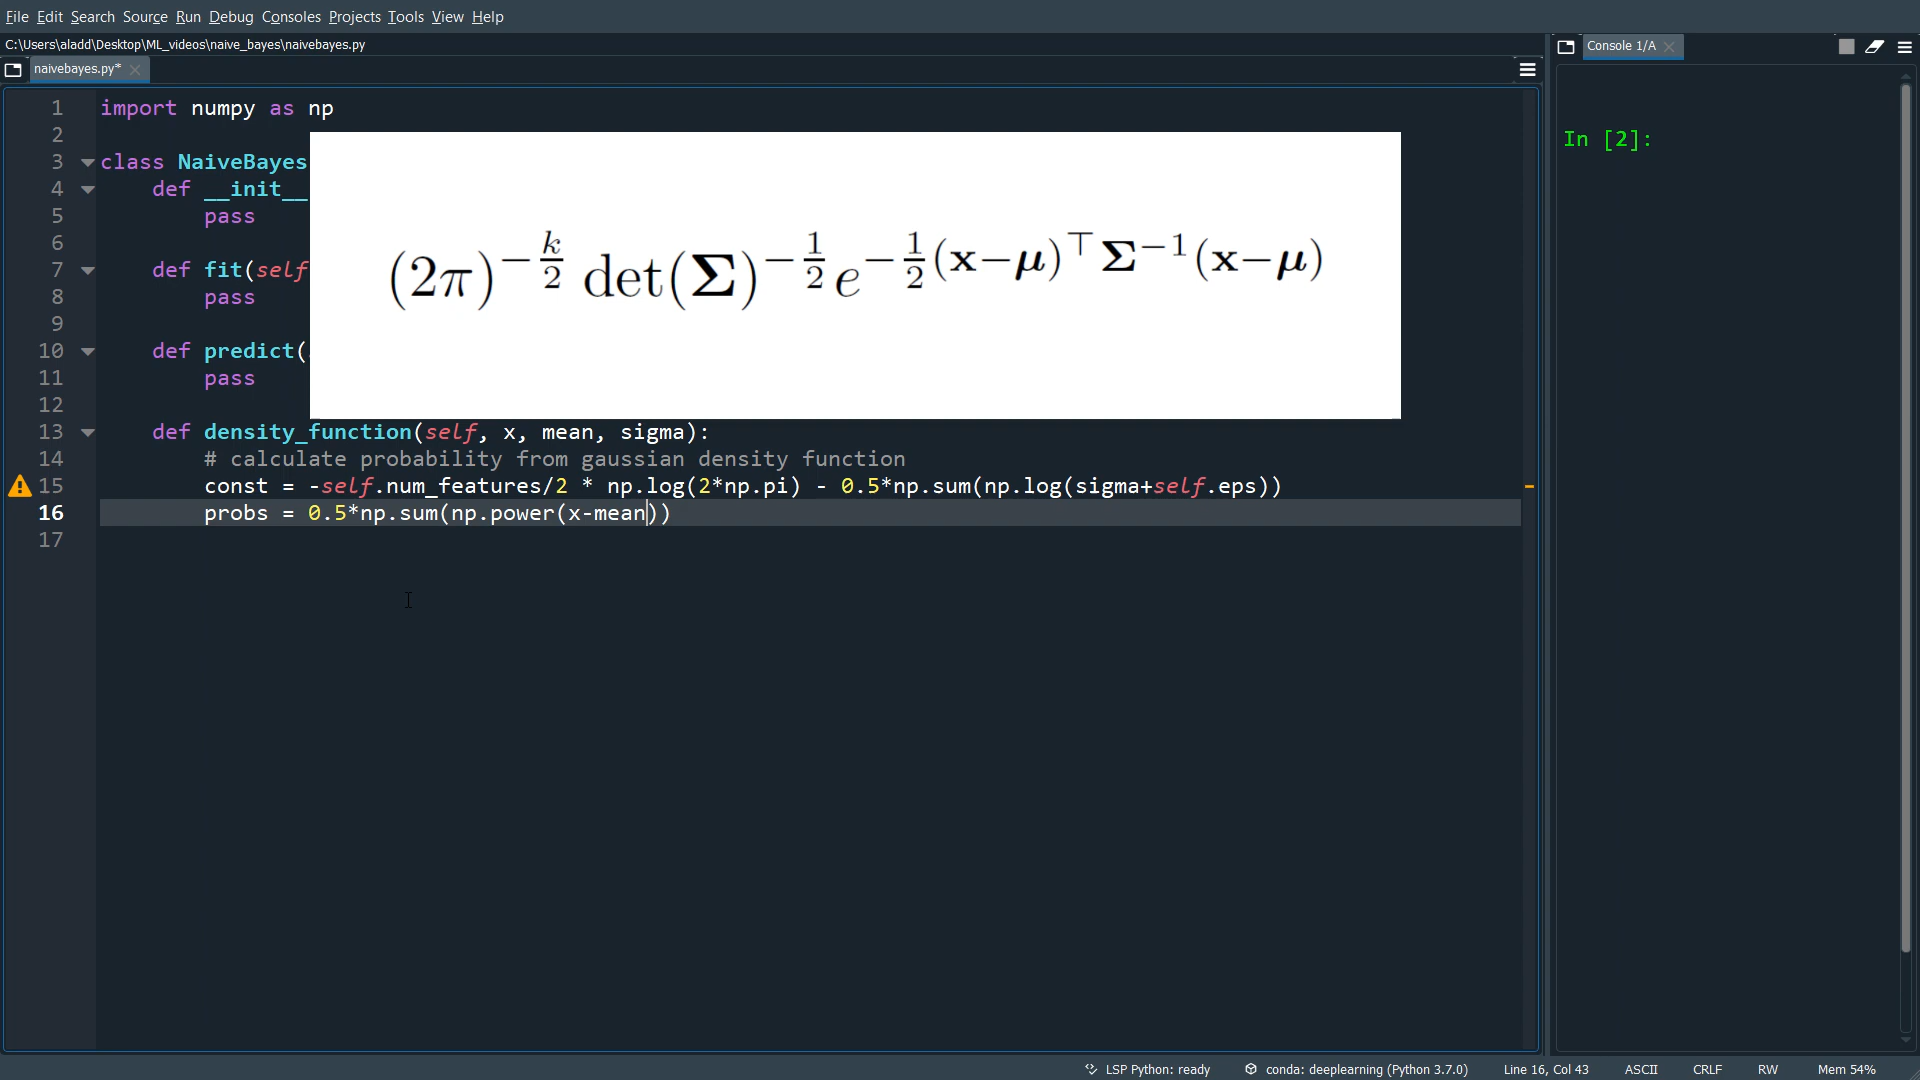 File Edit Search Source Run Debug Consoles Projects Tools View Help
C:\Users\aladd\Desktop\ML_videos\naive_bayes\naivebayes.py
Console 1/A
naivebayes.py*
1 import numpy as np
2
3 class NaiveBayes
4 def __init__
5 pass
6
7 def fit(self
8 pass
9
10 def predict(
11 pass
12
(2π)^{-k/2} det(Σ)^{-1/2} e^{-1/2(x−μ)^⊤ Σ^{−1}(x−μ)}
13 def density_function(self, x, mean, sigma):
14 # calculate probability from gaussian density function
15 const = -self.num_features/2 * np.log(2*np.pi) - 0.5*np.sum(np.log(sigma+self.eps))
16 probs = 0.5*np.sum(np.power(x-mean))
17
In [2]:
LSP Python: ready conda: deeplearning (Python 3.7.0) Line 16, Col 43 ASCII CRLF RW Mem 54%